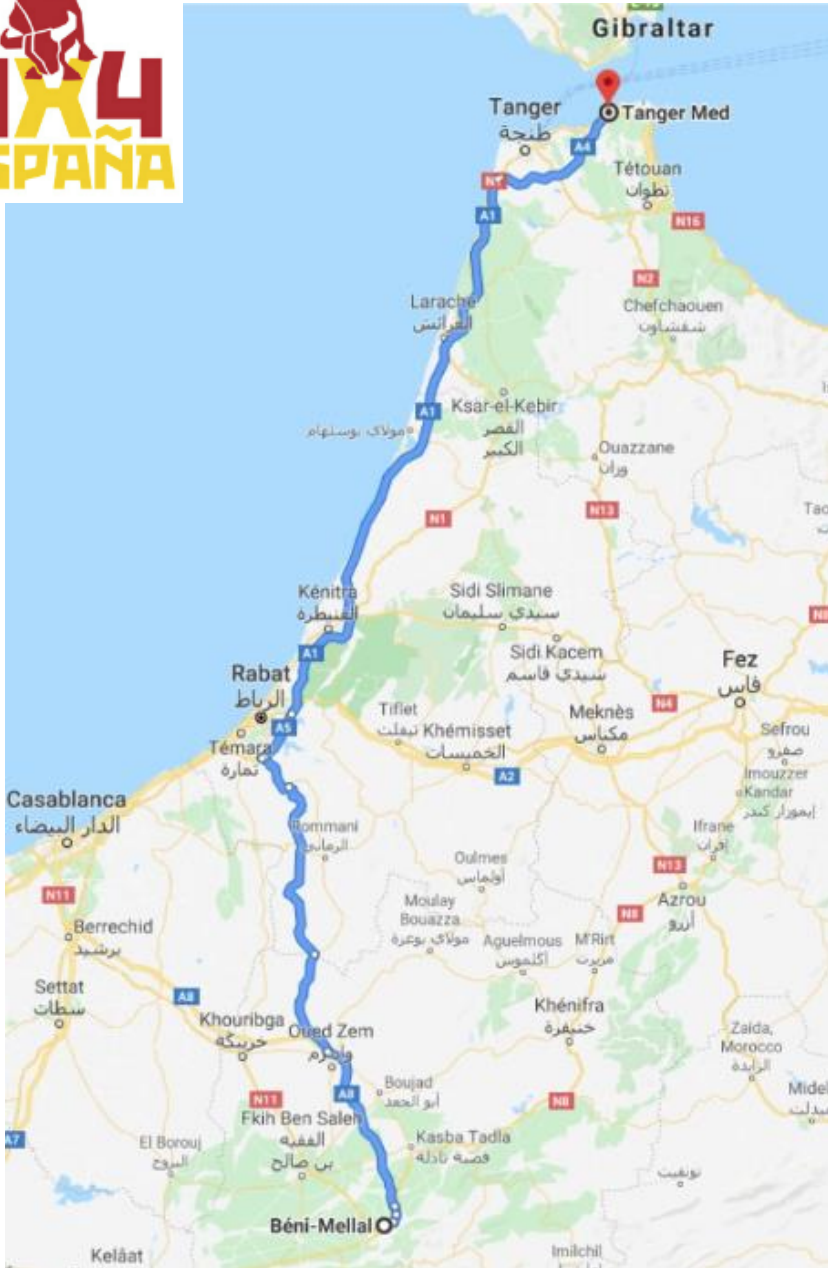 4X4
ESPAÑA
Gibraltar
Tanger Med
Tanger
طنجة
A4
Tétouan
تطوان
N1
A1
N16
N2
Larache
العرائش
Chefchaouen
شفشاون
A1
Ksar-el-Kebir
القصر
الكبير
مولاي بوسلهام
Ouazzane
وزان
N1
N13
Kénitra
القنيطرة
Sidi Slimane
سيدي سليمان
A1
Sidi Kacem
سيدي قاسم
Fez
فاس
Rabat
الرباط
N4
A5
Tiflet
تيفلت
Khémisset
الخميسات
Meknès
مكناس
Sefrou
صفرو
Témara
تمارة
A2
Imouzzer
Kandar
إيموزار كندر
Casablanca
الدار البيضاء
Rommani
الرماني
Ifrane
إفران
Oulmes
أولماس
N13
N11
Moulay
Bouazza
مولاي بوعزة
Azrou
أزرو
N8
Berrechid
برشيد
Aguelmous
أكلموس
M'Rirt
مريرت
Settat
سطات
A8
Khouribga
خريبكة
Oued Zem
وادزم
Khénifra
خنيفرة
Zaida,
Morocco
الزايدة
Boujad
أبو الجعد
A8
N11
N8
Fkih Ben Saleh
الفقيه
بن صالح
Kasba Tadla
قصبة تادلة
A7
El Borouj
البروج
تونفيت
Béni-Mellal
Imilchil
Kelâat